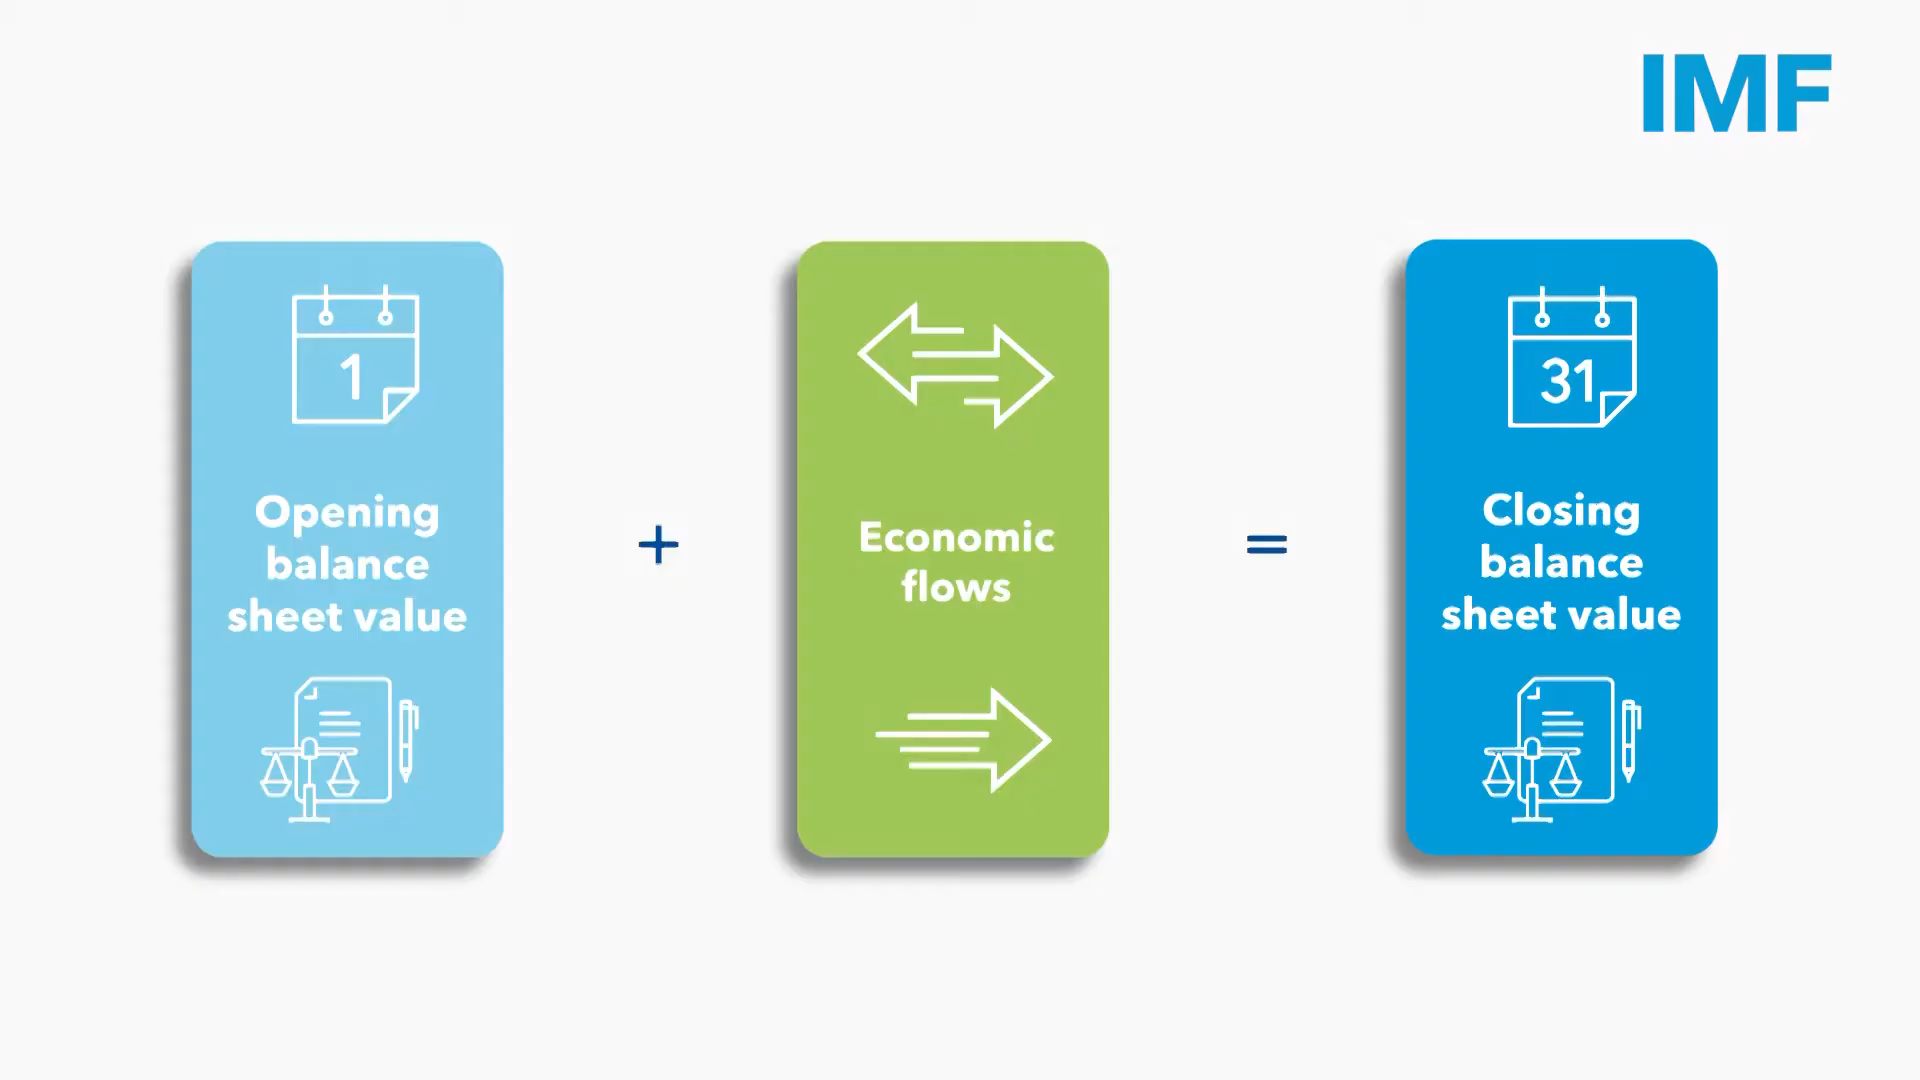 IMF
1
Opening
balance
sheet value
+
Economic
flows
=
31
Closing
balance
sheet value